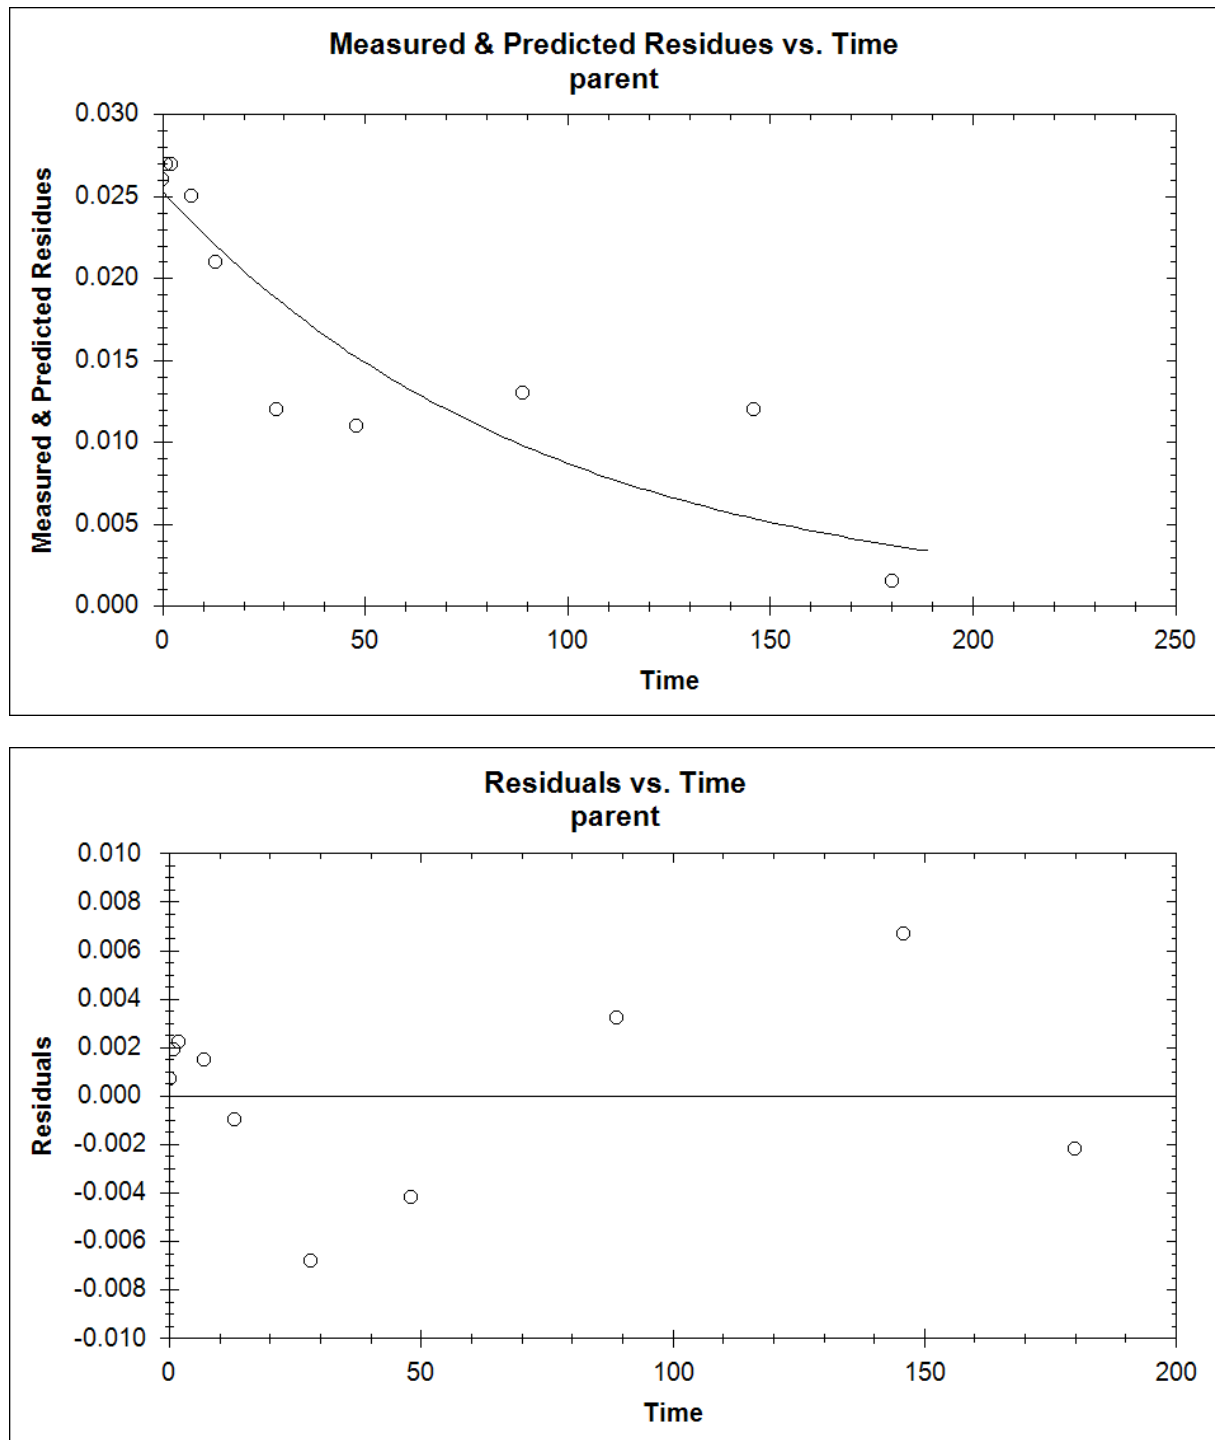 Measured & Predicted Residues vs. Time
parent
Measured & Predicted Residues
0.030
0.025
0.020
0.015
0.010
0.005
0.000
0 50 100 150 200 250
Time
Residuals vs. Time
parent
Residuals
0.010
0.008
0.006
0.004
0.002
0.000
-0.002
-0.004
-0.006
-0.008
-0.010
0 50 100 150 200
Time